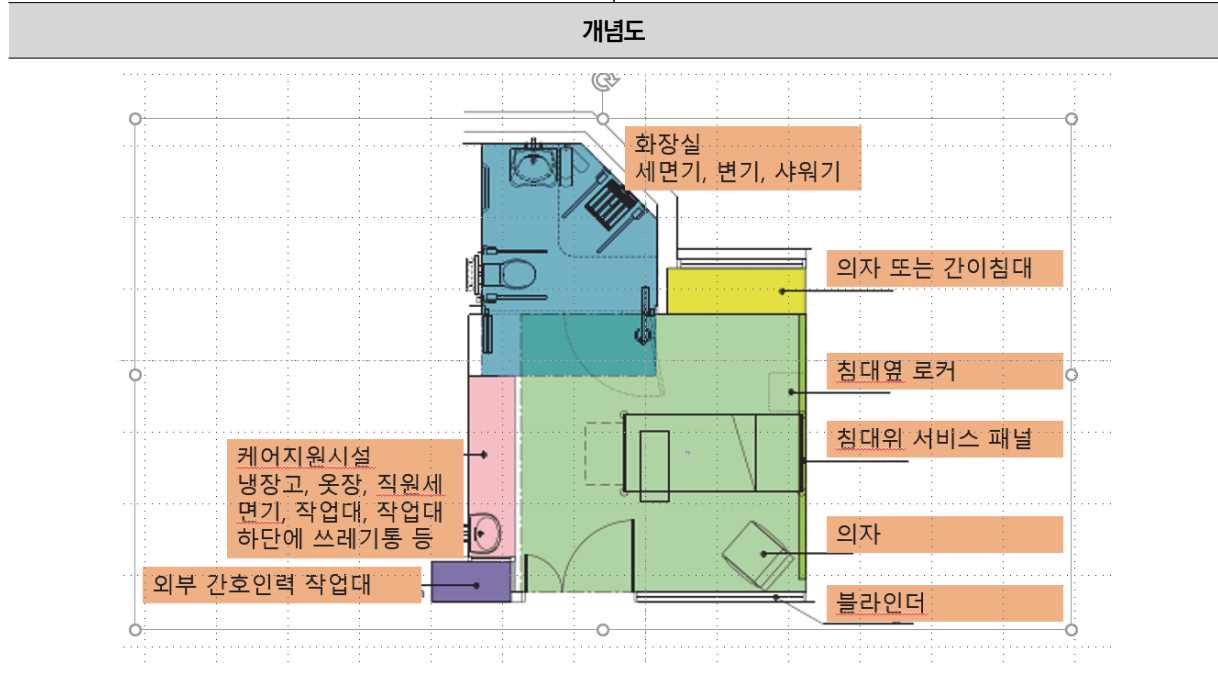 개념도
화장실
세면기, 변기, 샤워기
의자 또는 간이침대
침대옆 로커
침대위 서비스 패널
케어지원시설
냉장고, 옷장, 직원세
면기, 작업대, 작업대
하단에 쓰레기통 등
의자
외부 간호인력 작업대
블라인더